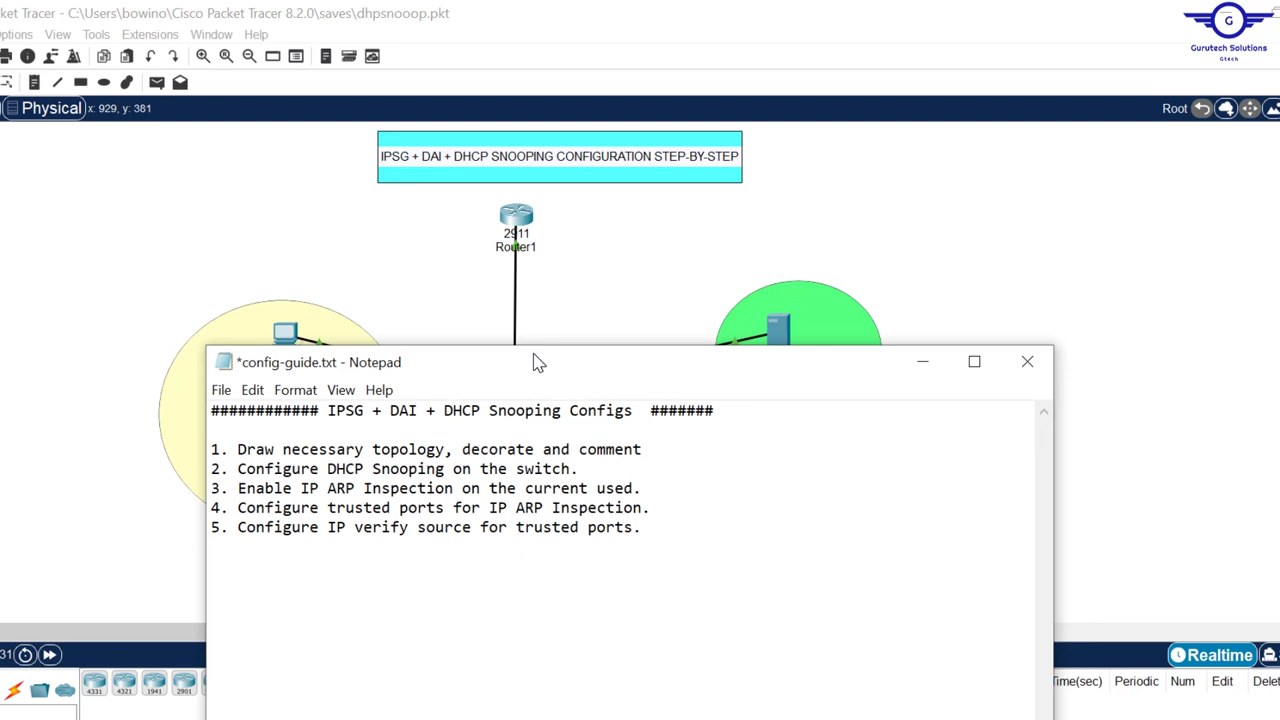 ket Tracer - C:\Users\bowino\Cisco Packet Tracer 8.2.0\saves\dhpsnooop.pkt
ptions View Tools Extensions Window Help
G
Gurutech Solutions
Gtech
Physical x: 929, y: 381
Root
IPSG + DAI + DHCP SNOOPING CONFIGURATION STEP-BY-STEP
2911
Router1
*config-guide.txt - Notepad
File Edit Format View Help
############ IPSG + DAI + DHCP Snooping Configs #######
1. Draw necessary topology, decorate and comment
2. Configure DHCP Snooping on the switch.
3. Enable IP ARP Inspection on the current used.
4. Configure trusted ports for IP ARP Inspection.
5. Configure IP verify source for trusted ports.
31
Realtime
4331 4321 1941 2901
Time(sec) Periodic Num Edit Delet